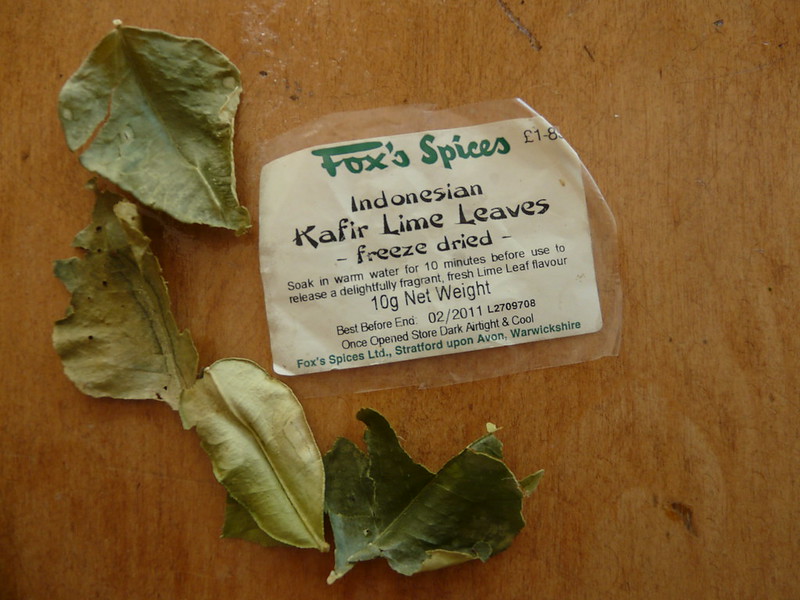 Fox's Spices £1-8
Indonesian
Kafir Lime Leaves
- freeze dried -
Soak in warm water for 10 minutes before use to
release a delightfully fragrant, fresh Lime Leaf flavour
10g Net Weight
Best Before End: 02/2011 L2709708
Once Opened Store Dark Airtight & Cool
Fox's Spices Ltd., Stratford upon Avon, Warwickshire